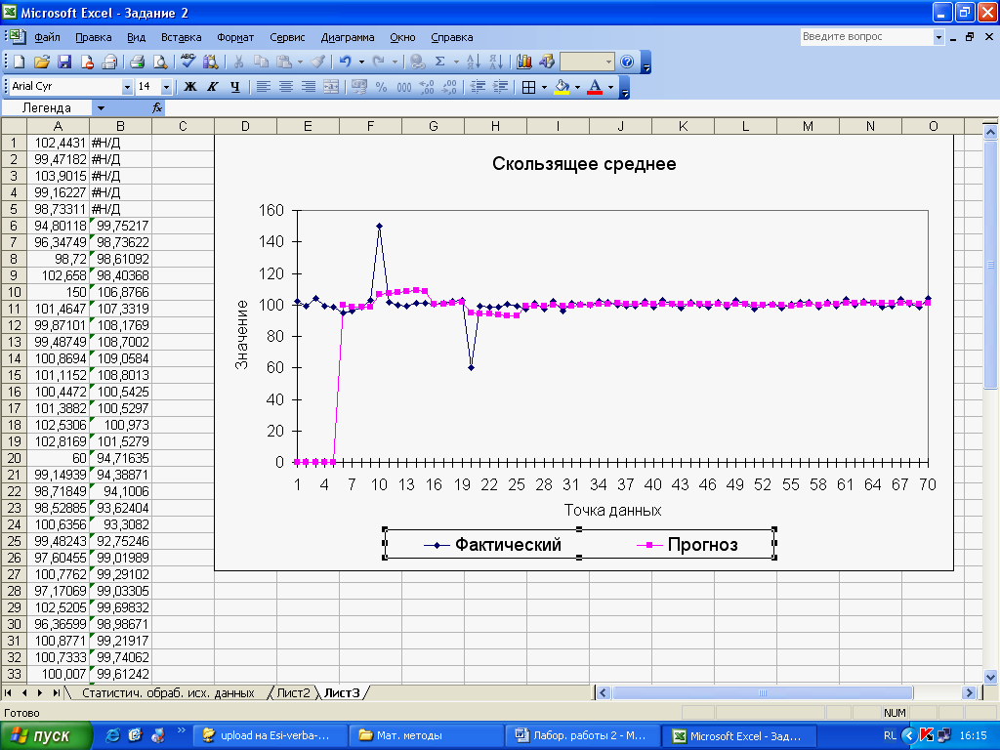 Microsoft Excel - Задание 2
Файл Правка Вид Вставка Формат Сервис Диаграмма Окно Справка Введите вопрос
Arial Cyr 14 Ж К Ч
Легенда fx
A B C D E F G H I J K L M N O
1 102,4431 #Н/Д
2 99,47182 #Н/Д
3 103,9015 #Н/Д
4 99,16227 #Н/Д
5 98,73311 #Н/Д
6 94,80118 99,75217
7 96,34749 98,73622
8 98,72 98,61092
9 102,658 98,40368
10 150 106,8766
11 101,4647 107,3319
12 99,87101 108,1769
13 99,48749 108,7002
14 100,8694 109,0584
15 101,1152 108,8013
16 100,4472 100,5425
17 101,3882 100,5297
18 102,5306 100,973
19 102,8169 101,5279
20 60 94,71635
21 99,14939 94,38871
22 98,71849 94,1006
23 98,52885 93,62404
24 100,6356 93,3082
25 99,48243 92,75246
26 97,60455 99,01989
27 100,7762 99,29102
28 97,17069 99,03305
29 102,5205 99,69832
30 96,36599 98,98671
31 100,8771 99,21917
32 100,7333 99,74062
33 100,007 99,61242
Скользящее среднее
160
140
120
100
80
60
40
20
0
Значение
1 4 7 10 13 16 19 22 25 28 31 34 37 40 43 46 49 52 55 58 61 64 67 70
Точка данных
Фактический Прогноз
Статистич. обраб. исх. данных Лист2 Лист3
Готово NUM
пуск upload на Esi-verba-... Мат. методы Лабор. работы 2 - M... Microsoft Excel - Зад... RL 16:15